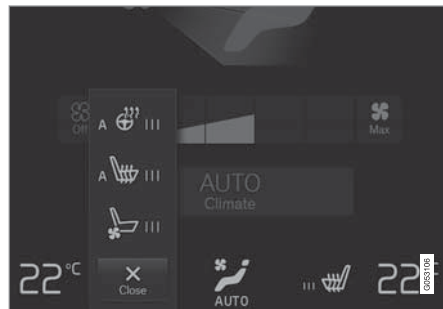 Off
Max
A
A
AUTO
Climate
22°C
Close
AUTO
22°
G053106